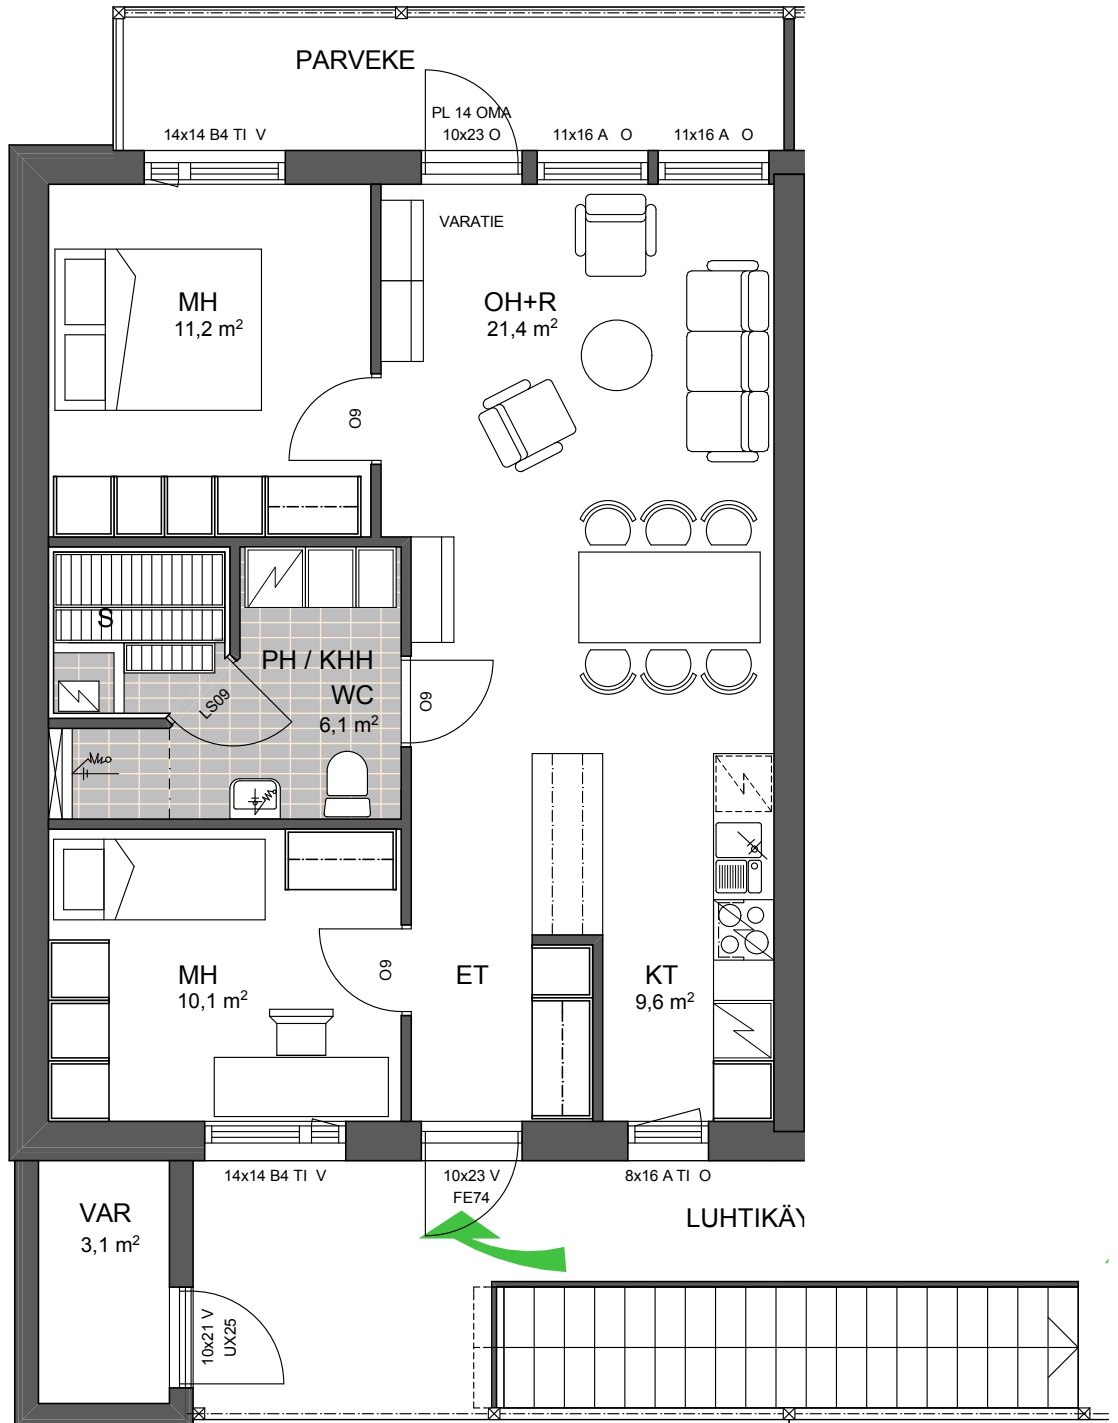 PARVEKE
PL 14 OMA
14x14 B4 TI V
10x23 O
11x16 A O
11x16 A O
VARATIE
MH
11,2 m²
OH+R
21,4 m²
O9
S
PH / KHH
WC
6,1 m²
LS09
O9
MH
10,1 m²
O9
ET
KT
9,6 m²
14x14 B4 TI V
10x23 V
FE74
8x16 A TI O
VAR
3,1 m²
LUHTIKÄY
10x21 V
UX25